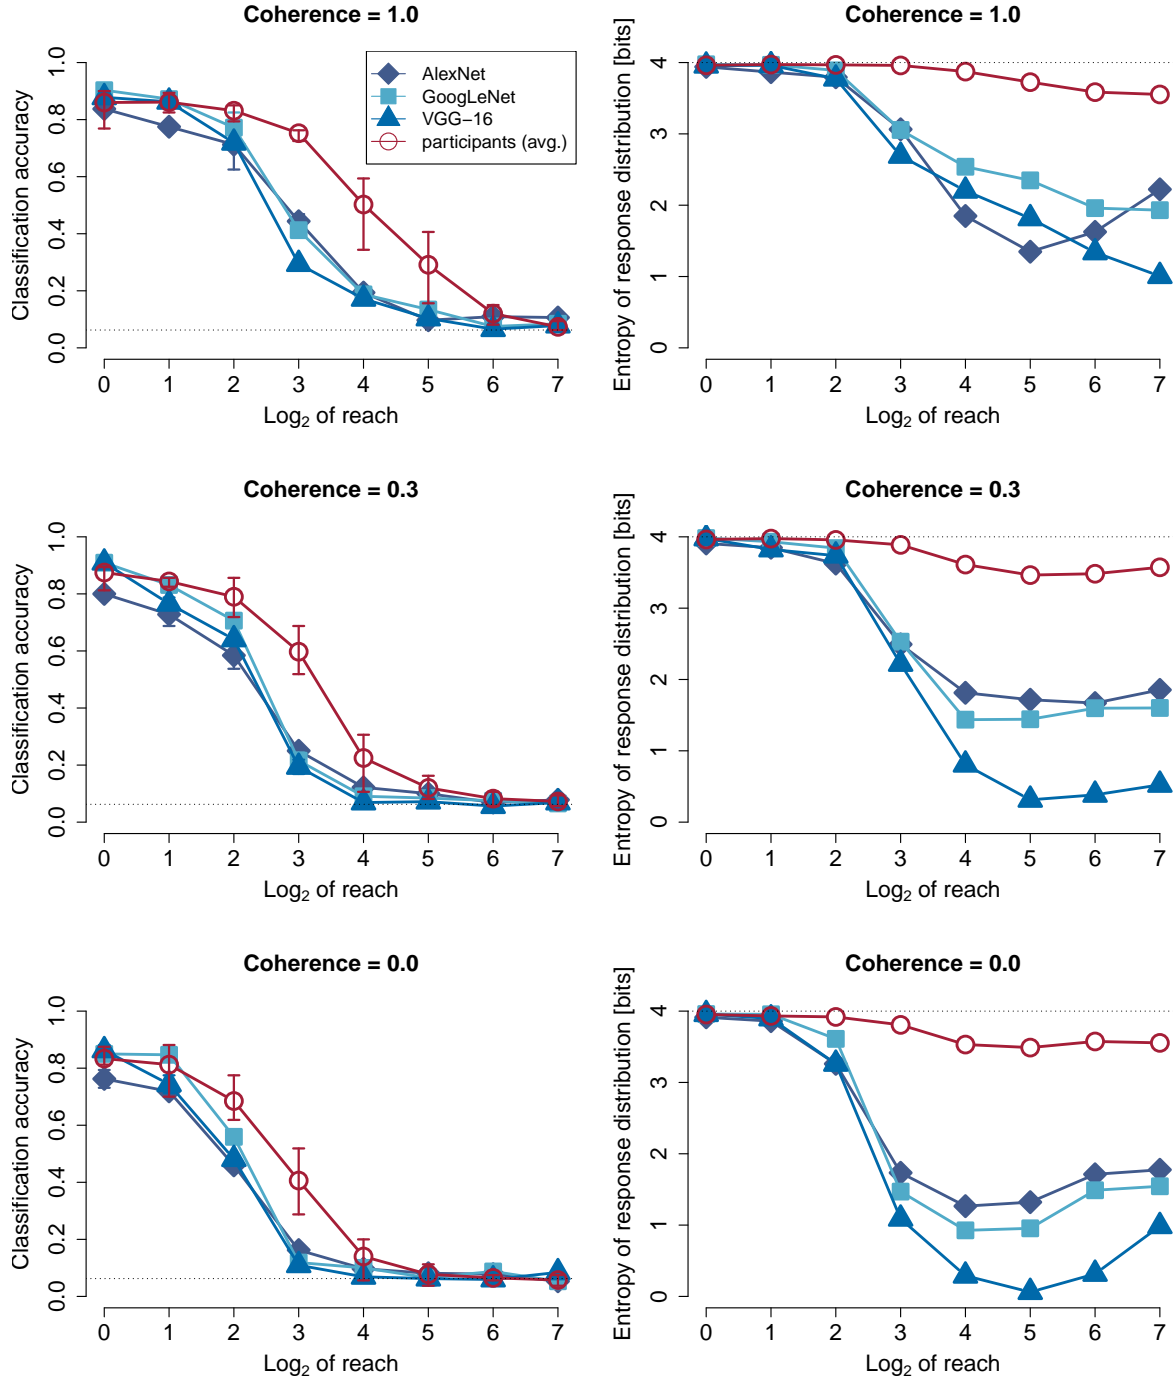 Coherence = 1.0
Classification accuracy
0.0 0.2 0.4 0.6 0.8 1.0
AlexNet
GoogLeNet
VGG−16
participants (avg.)
0 1 2 3 4 5 6 7
Log2 of reach
Coherence = 1.0
Entropy of response distribution [bits]
0 1 2 3 4
0 1 2 3 4 5 6 7
Log2 of reach
Coherence = 0.3
Classification accuracy
0.0 0.2 0.4 0.6 0.8 1.0
0 1 2 3 4 5 6 7
Log2 of reach
Coherence = 0.3
Entropy of response distribution [bits]
0 1 2 3 4
0 1 2 3 4 5 6 7
Log2 of reach
Coherence = 0.0
Classification accuracy
0.0 0.2 0.4 0.6 0.8 1.0
0 1 2 3 4 5 6 7
Log2 of reach
Coherence = 0.0
Entropy of response distribution [bits]
0 1 2 3 4
0 1 2 3 4 5 6 7
Log2 of reach